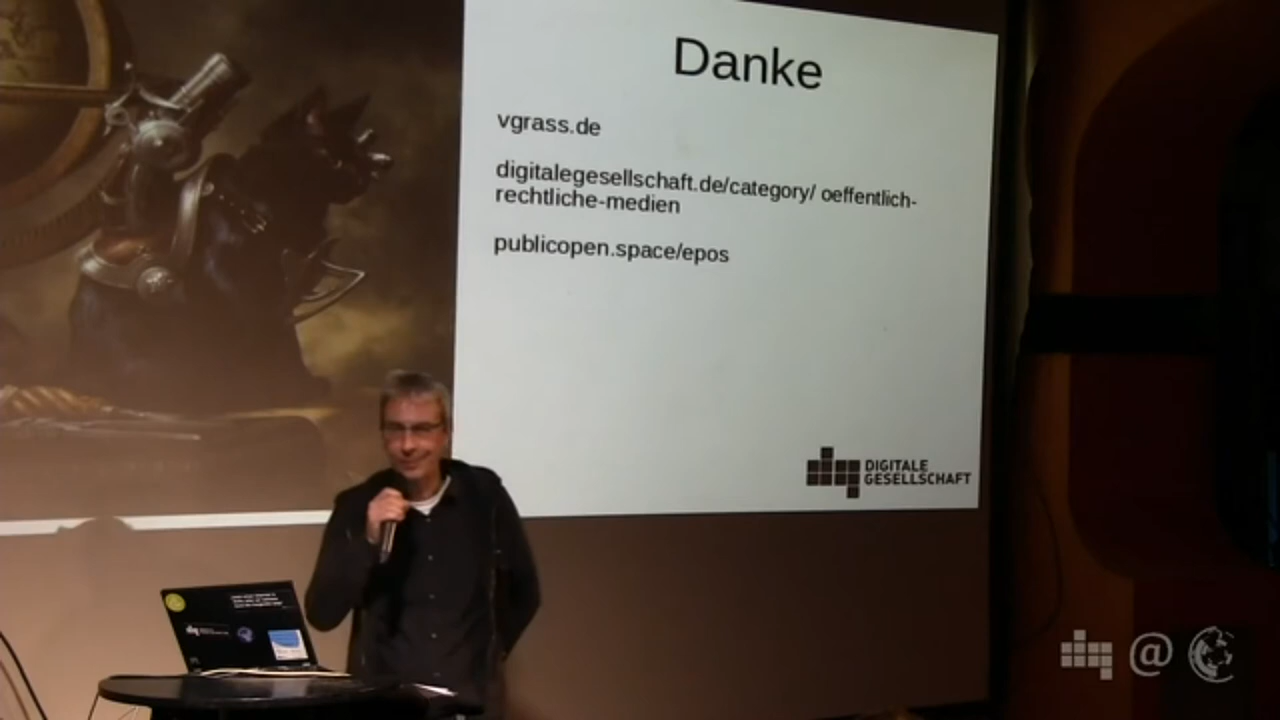 Danke
vgrass.de
digitalegesellschaft.de/category/ oeffentlich-
rechtliche-medien
publicopen.space/epos
DIGITALE
GESELLSCHAFT
@